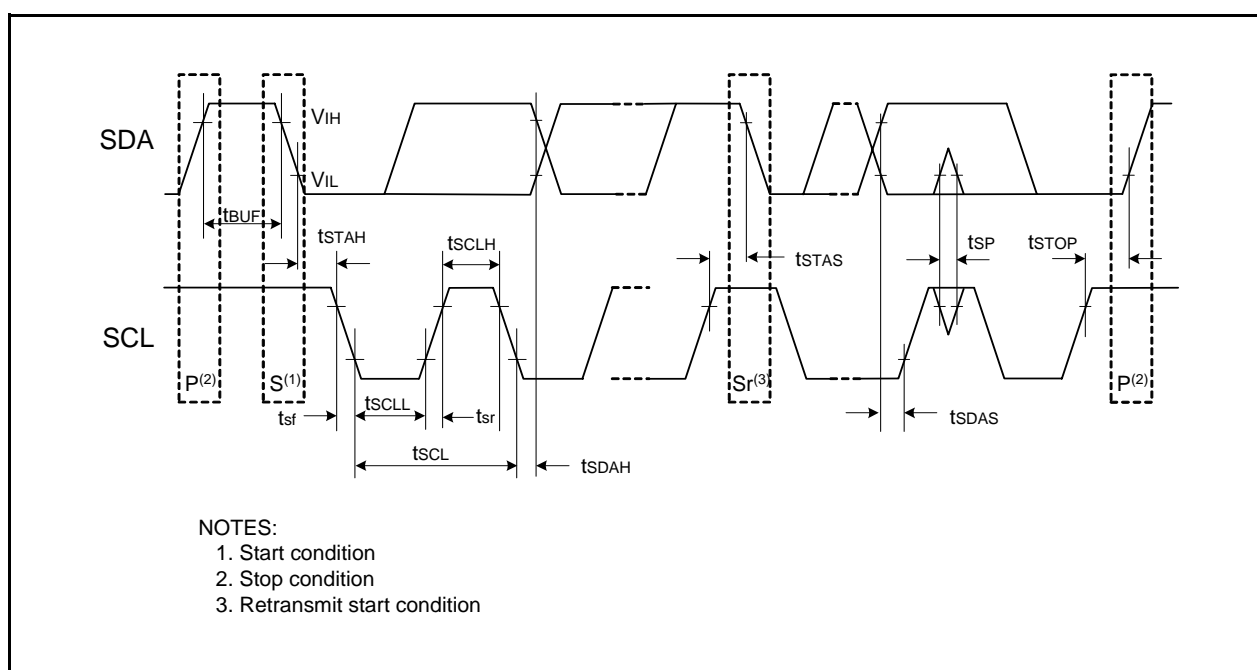 SDA
VIH
VIL
tBUF
tSTAH
tSCLH
tSTAS
tSP
tSTOP
SCL
P(2)
S(1)
Sr(3)
P(2)
tsf
tSCLL
tsr
tSDAS
tSCL
tSDAH
NOTES:
1. Start condition
2. Stop condition
3. Retransmit start condition